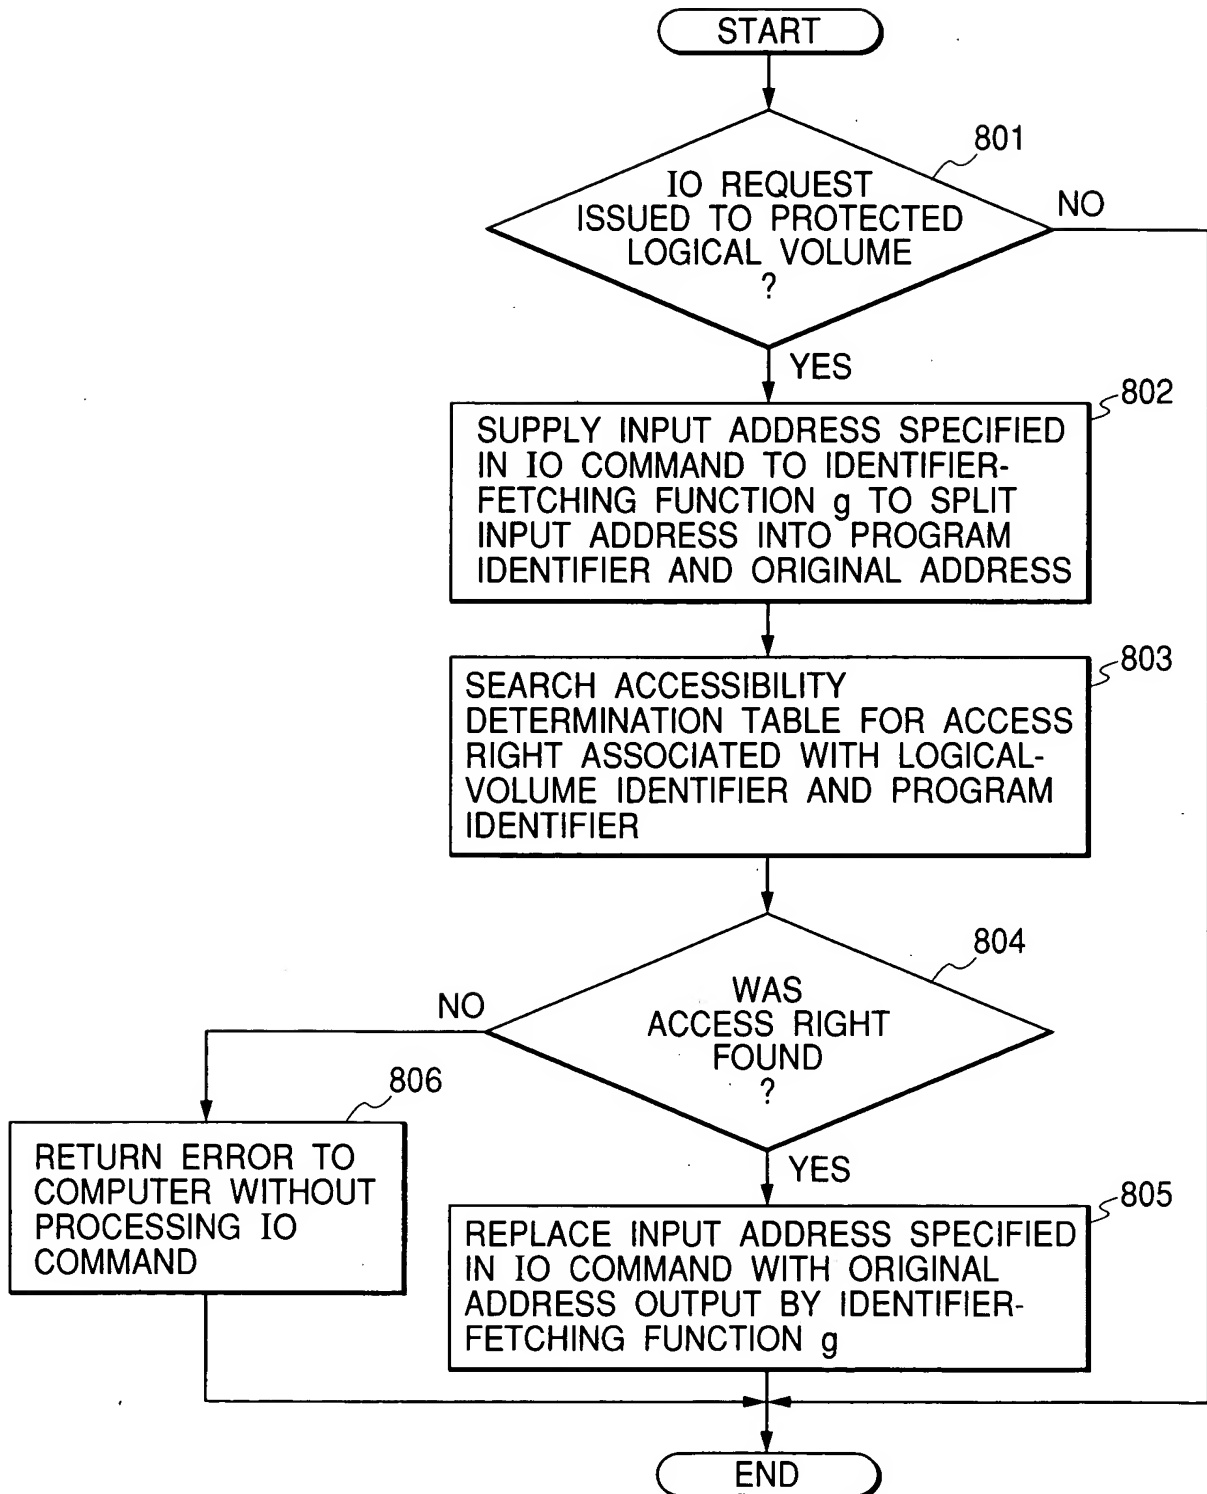 START
801
IO REQUEST
ISSUED TO PROTECTED
LOGICAL VOLUME
?
NO
YES
802
SUPPLY INPUT ADDRESS SPECIFIED
IN IO COMMAND TO IDENTIFIER-
FETCHING FUNCTION g TO SPLIT
INPUT ADDRESS INTO PROGRAM
IDENTIFIER AND ORIGINAL ADDRESS
803
SEARCH ACCESSIBILITY
DETERMINATION TABLE FOR ACCESS
RIGHT ASSOCIATED WITH LOGICAL-
VOLUME IDENTIFIER AND PROGRAM
IDENTIFIER
804
WAS
ACCESS RIGHT
FOUND
?
NO
YES
806
RETURN ERROR TO
COMPUTER WITHOUT
PROCESSING IO
COMMAND
805
REPLACE INPUT ADDRESS SPECIFIED
IN IO COMMAND WITH ORIGINAL
ADDRESS OUTPUT BY IDENTIFIER-
FETCHING FUNCTION g
END